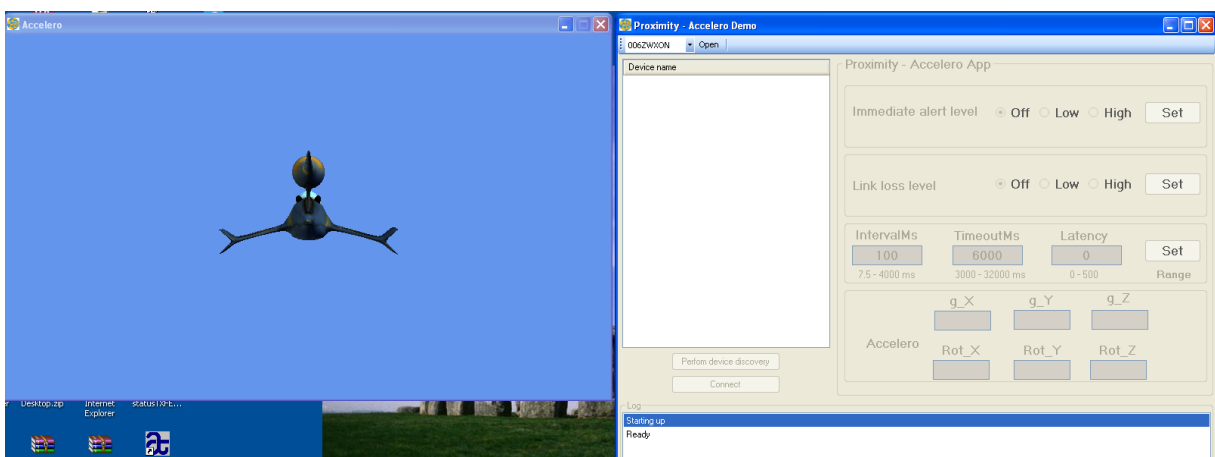 Accelero
Proximity - Accelero Demo
006ZWXON Open
Device name
Proximity - Accelero App
Immediate alert level Off Low High Set
Link loss level Off Low High Set
IntervalMs TimeoutMs Latency
100 6000 0 Set
7.5 - 4000 ms 3000 - 32000 ms 0 - 500 Range
g_X g_Y g_Z
Accelero
Rot_X Rot_Y Rot_Z
Perfom device discovery
Connect
Desktop.zip Internet Explorer
Log
Starting up
Ready